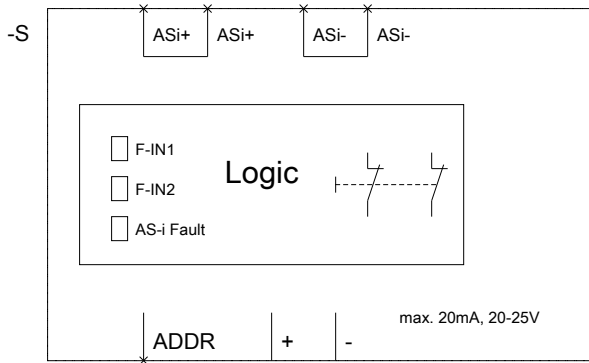 -S
ASi+ ASi+ ASi- ASi-
F-IN1
Logic
F-IN2
AS-i Fault
max. 20mA, 20-25V
ADDR + -